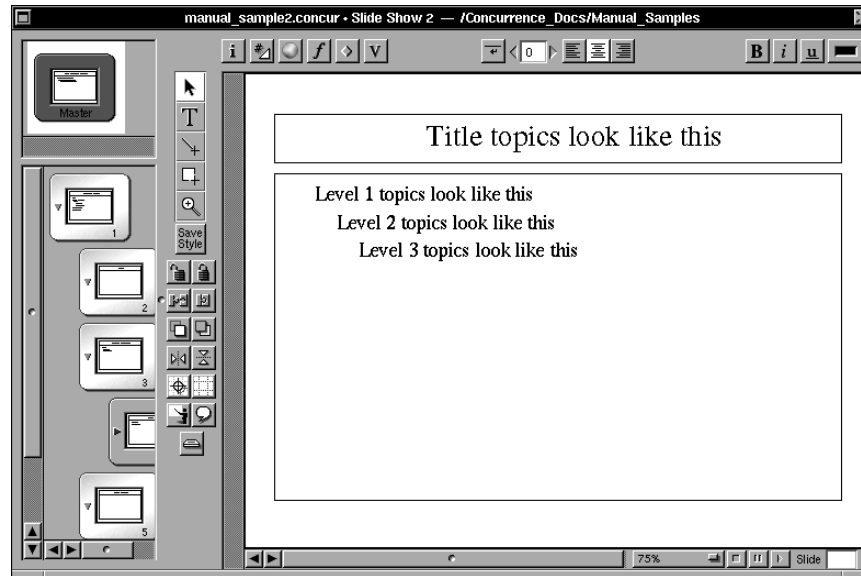 manual_sample2.concur • Slide Show 2 — /Concurrence_Docs/Manual_Samples
i # f V 0 B i u
Master
T
Save
Style
1
2
3
5
Title topics look like this
Level 1 topics look like this
Level 2 topics look like this
Level 3 topics look like this
75% Slide